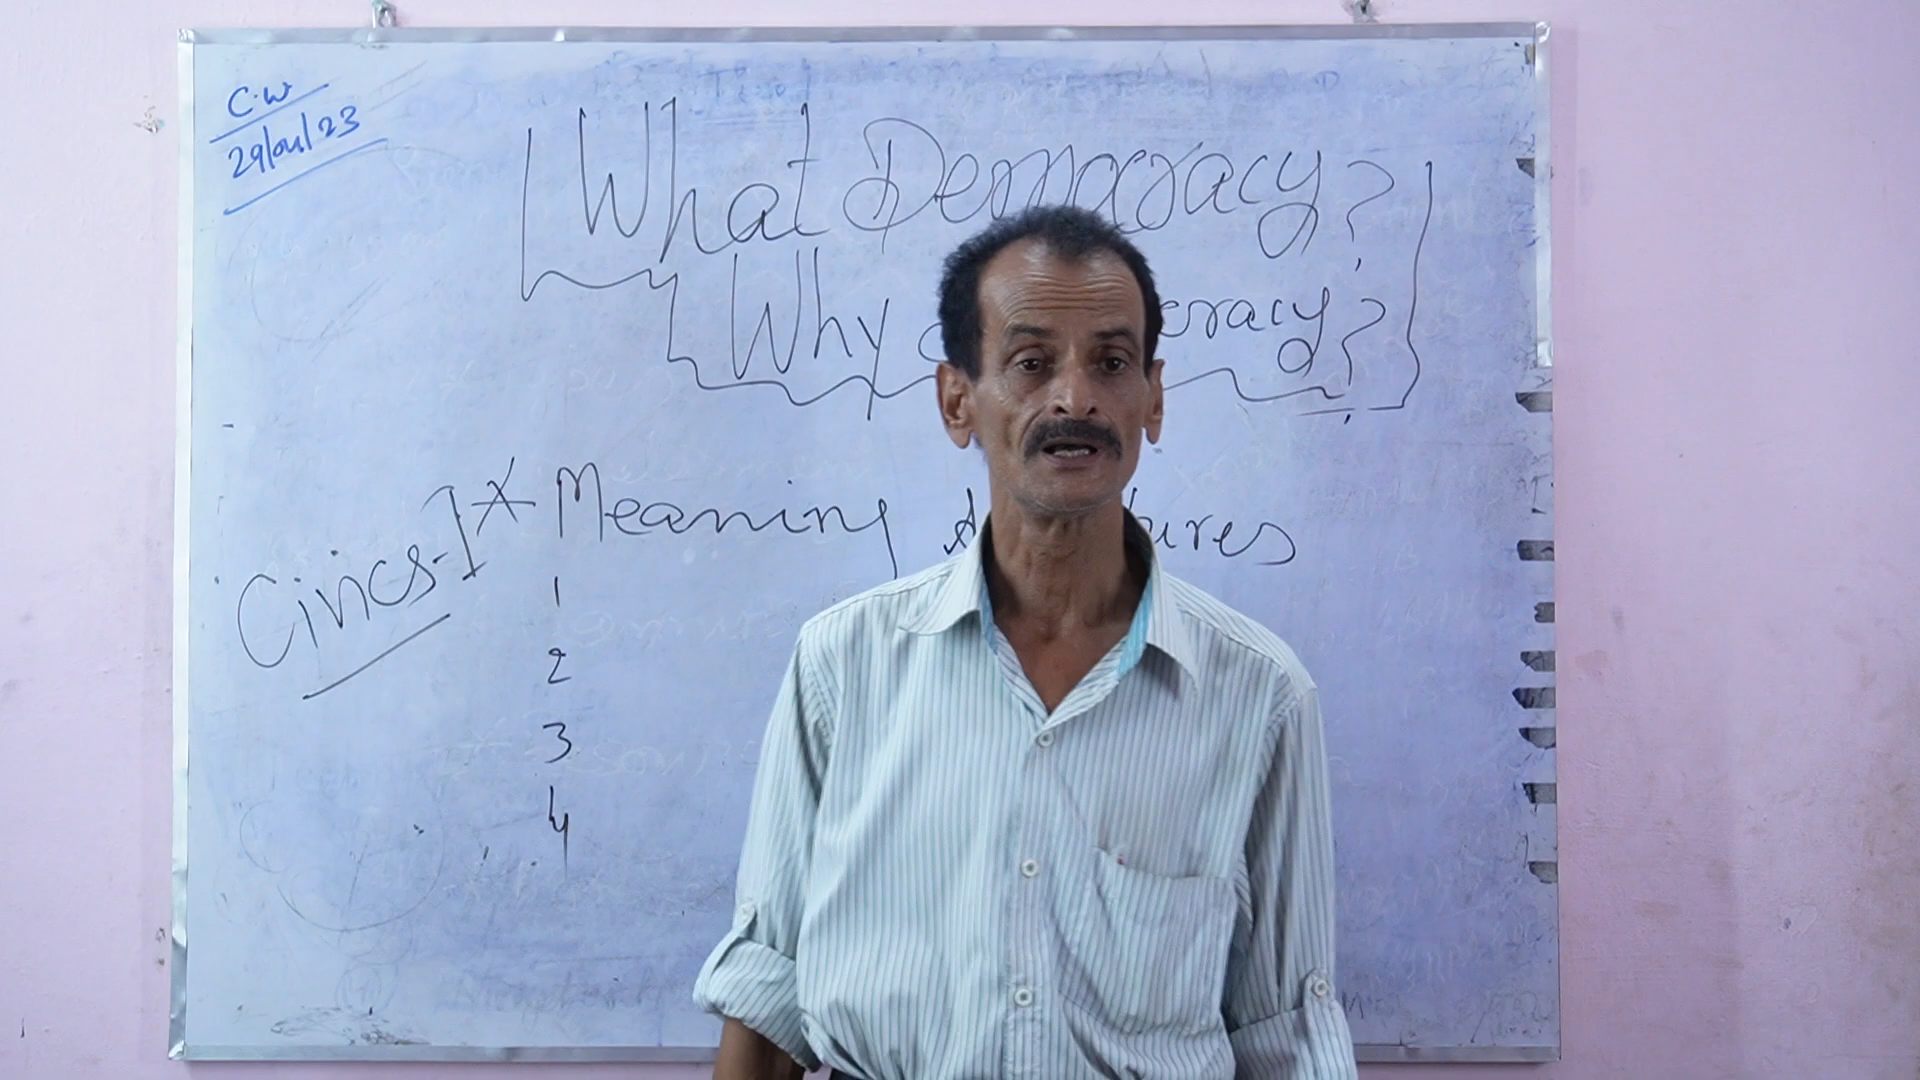 C.W
29/04/23
What Democracy?
Why
Civics-I
* Meaning
1
2
3
4